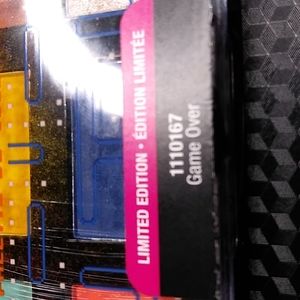 LIMITED EDITION • ÉDITION LIMITÉE
1110167
Game Over